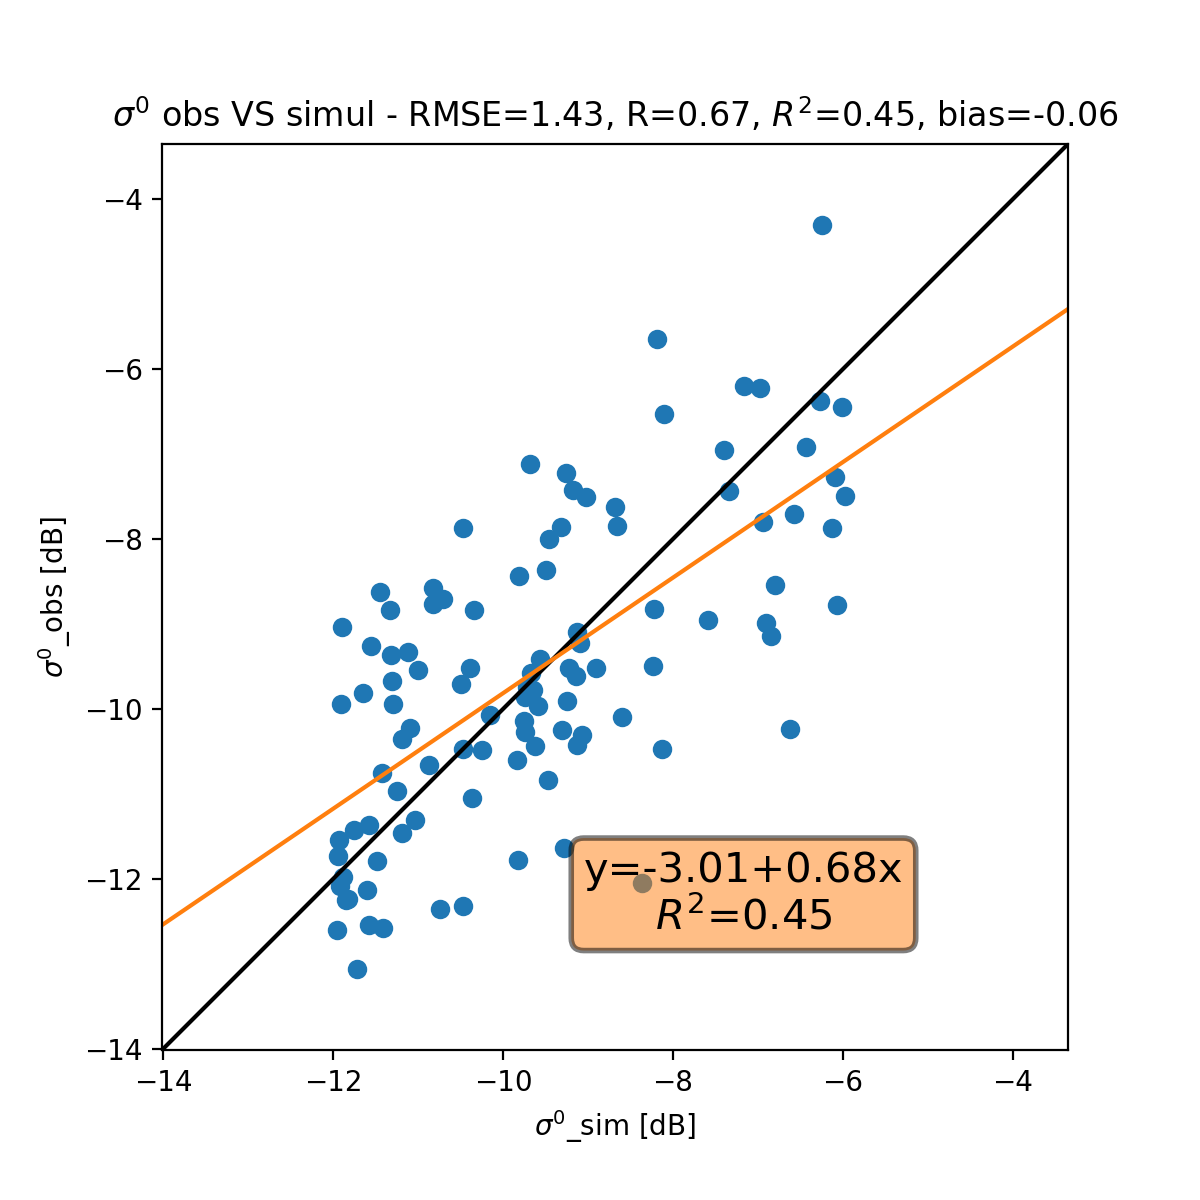 σ⁰ obs VS simul - RMSE=1.43, R=0.67, R²=0.45, bias=-0.06
−4
−6
−8
−10
−12
−14
σ⁰_obs [dB]
y=-3.01+0.68x
R²=0.45
−14 −12 −10 −8 −6 −4
σ⁰_sim [dB]